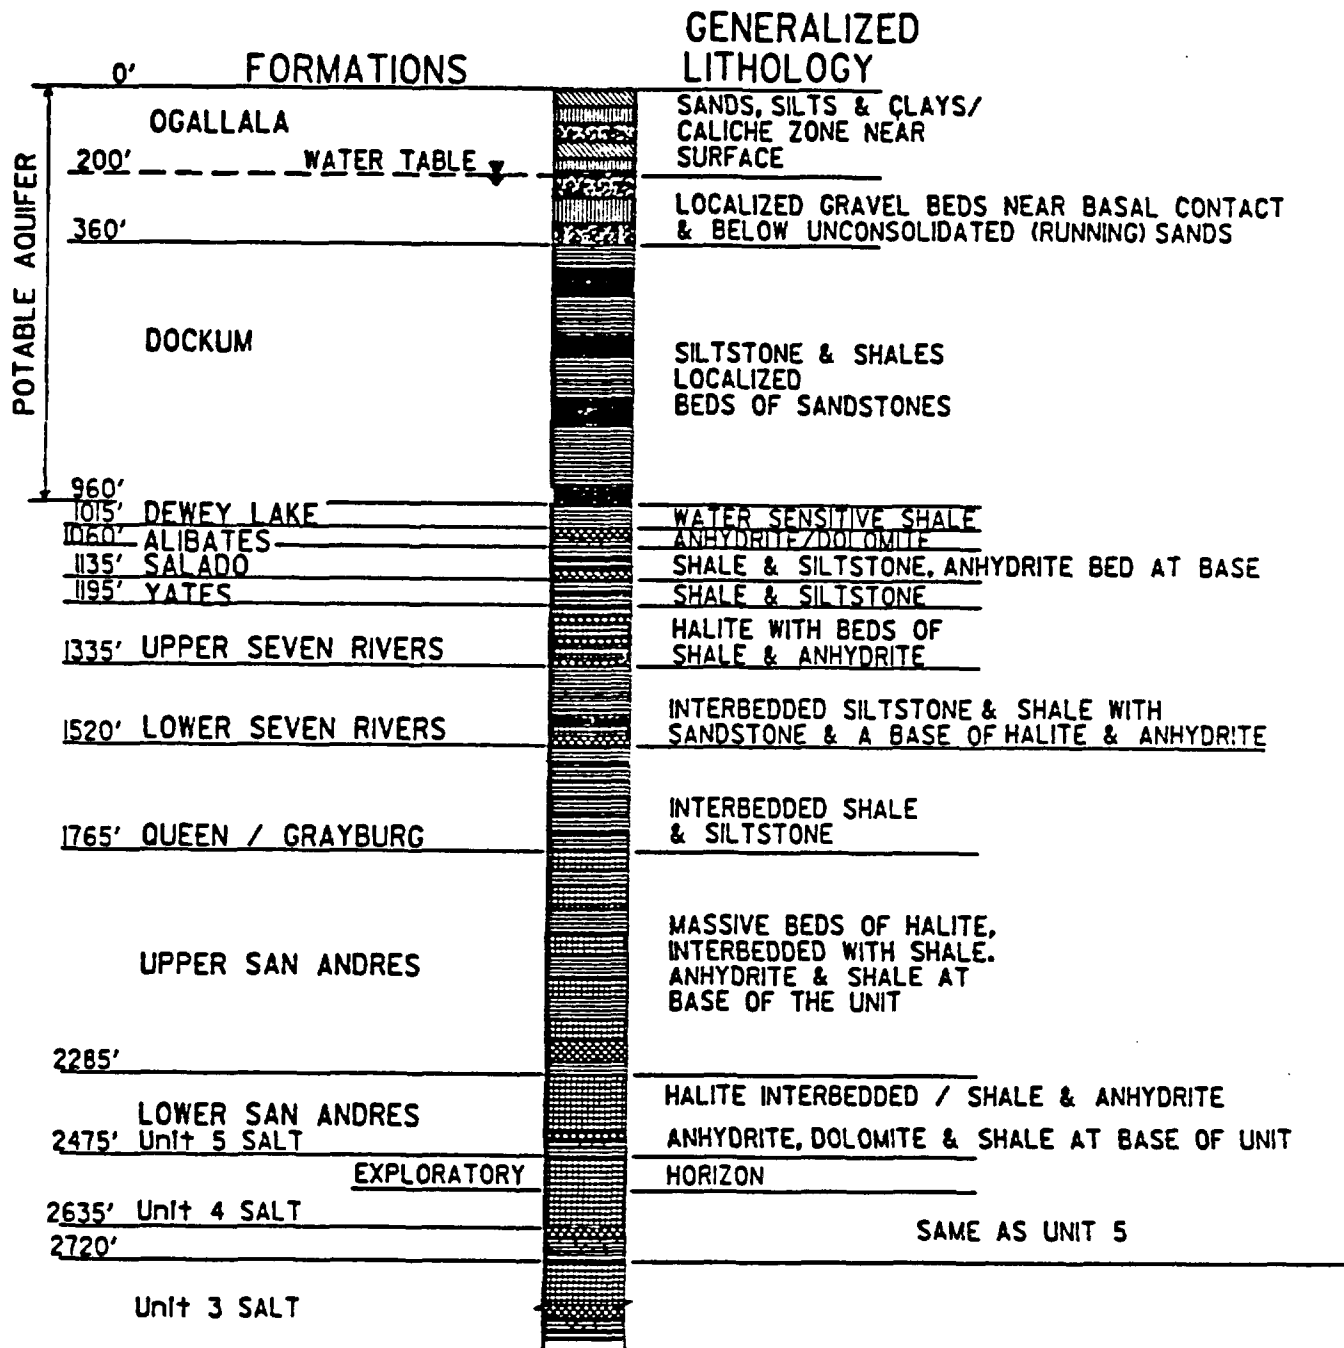 GENERALIZED
LITHOLOGY
FORMATIONS
0'
POTABLE AQUIFER
OGALLALA
SANDS, SILTS & CLAYS/
CALICHE ZONE NEAR
SURFACE
200'
WATER TABLE
LOCALIZED GRAVEL BEDS NEAR BASAL CONTACT
& BELOW UNCONSOLIDATED (RUNNING) SANDS
360'
DOCKUM
SILTSTONE & SHALES
LOCALIZED
BEDS OF SANDSTONES
960'
1015' DEWEY LAKE
WATER SENSITIVE SHALE
1060' ALIBATES
ANHYDRITE/DOLOMITE
1135' SALADO
SHALE & SILTSTONE, ANHYDRITE BED AT BASE
1195' YATES
SHALE & SILTSTONE
1335' UPPER SEVEN RIVERS
HALITE WITH BEDS OF
SHALE & ANHYDRITE
1520' LOWER SEVEN RIVERS
INTERBEDDED SILTSTONE & SHALE WITH
SANDSTONE & A BASE OF HALITE & ANHYDRITE
1765' QUEEN / GRAYBURG
INTERBEDDED SHALE
& SILTSTONE
UPPER SAN ANDRES
MASSIVE BEDS OF HALITE,
INTERBEDDED WITH SHALE.
ANHYDRITE & SHALE AT
BASE OF THE UNIT
2285'
LOWER SAN ANDRES
HALITE INTERBEDDED / SHALE & ANHYDRITE
2475' Unit 5 SALT
ANHYDRITE, DOLOMITE & SHALE AT BASE OF UNIT
EXPLORATORY HORIZON
2635' Unit 4 SALT
SAME AS UNIT 5
2720'
Unit 3 SALT